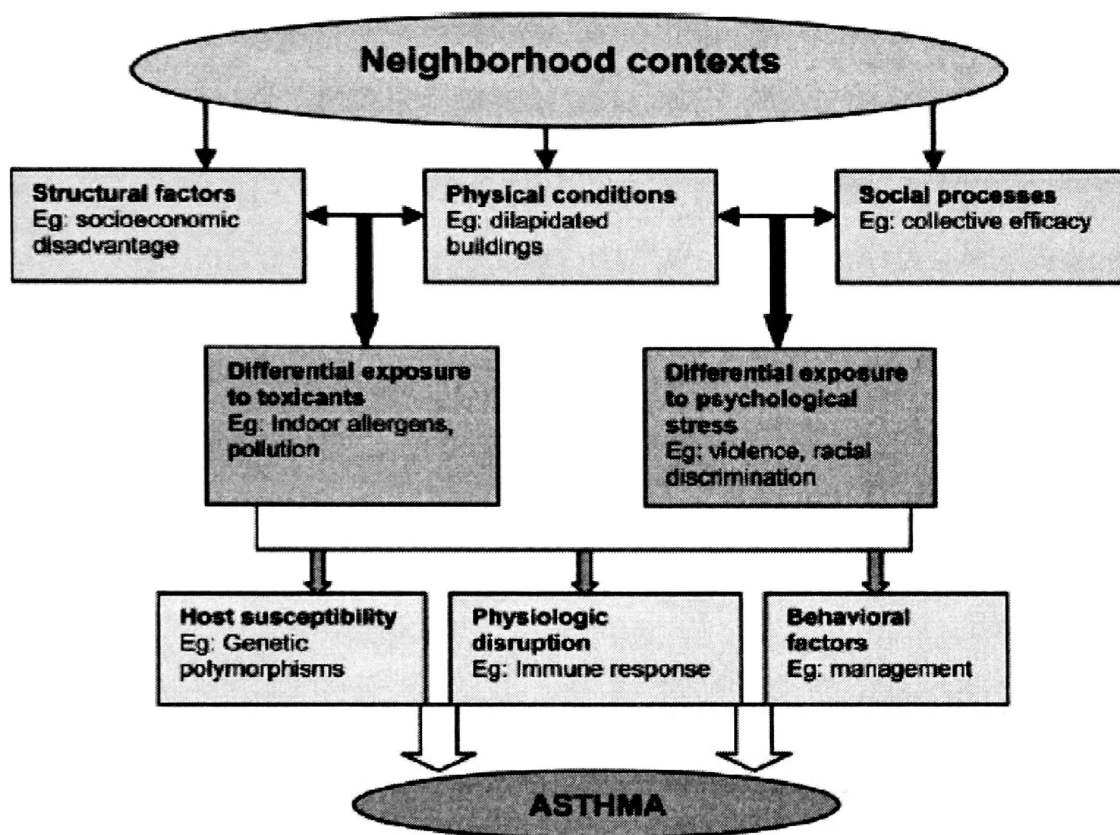 Neighborhood contexts
Structural factors
Eg: socioeconomic
disadvantage
Physical conditions
Eg: dilapidated
buildings
Social processes
Eg: collective efficacy
Differential exposure
to toxicants
Eg: Indoor allergens,
pollution
Differential exposure
to psychological
stress
Eg: violence, racial
discrimination
Host susceptibility
Eg: Genetic
polymorphisms
Physiologic
disruption
Eg: Immune response
Behavioral
factors
Eg: management
ASTHMA